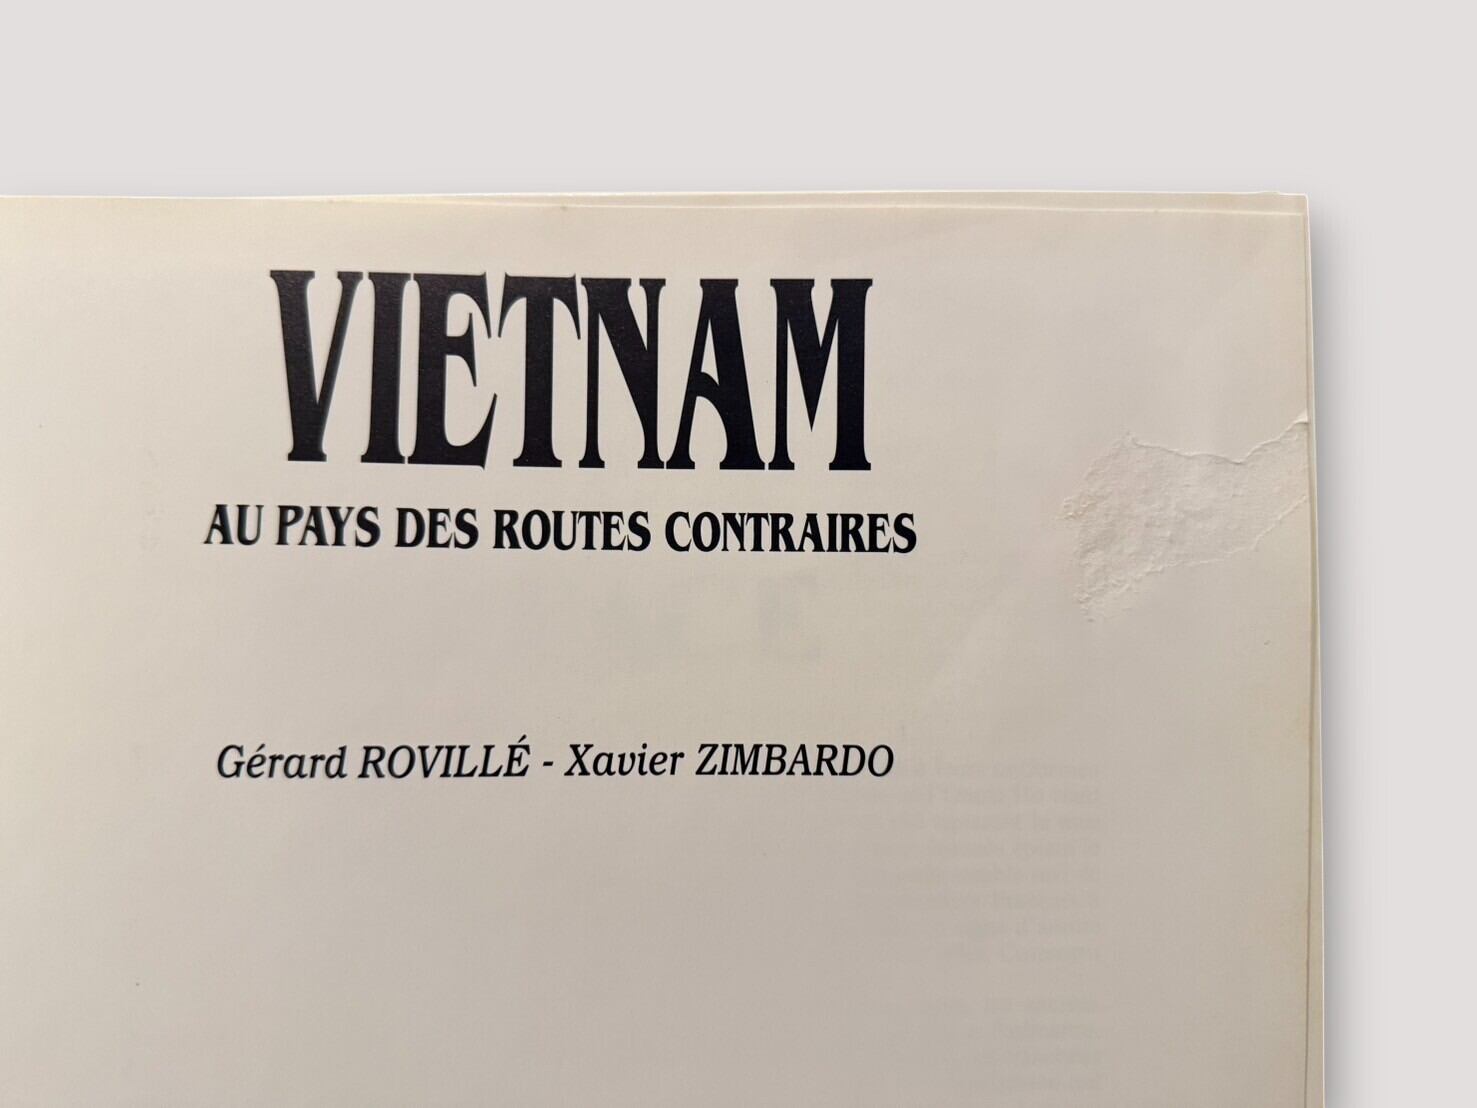 VIETNAM
AU PAYS DES ROUTES CONTRAIRES
Gérard ROVILLÉ - Xavier ZIMBARDO